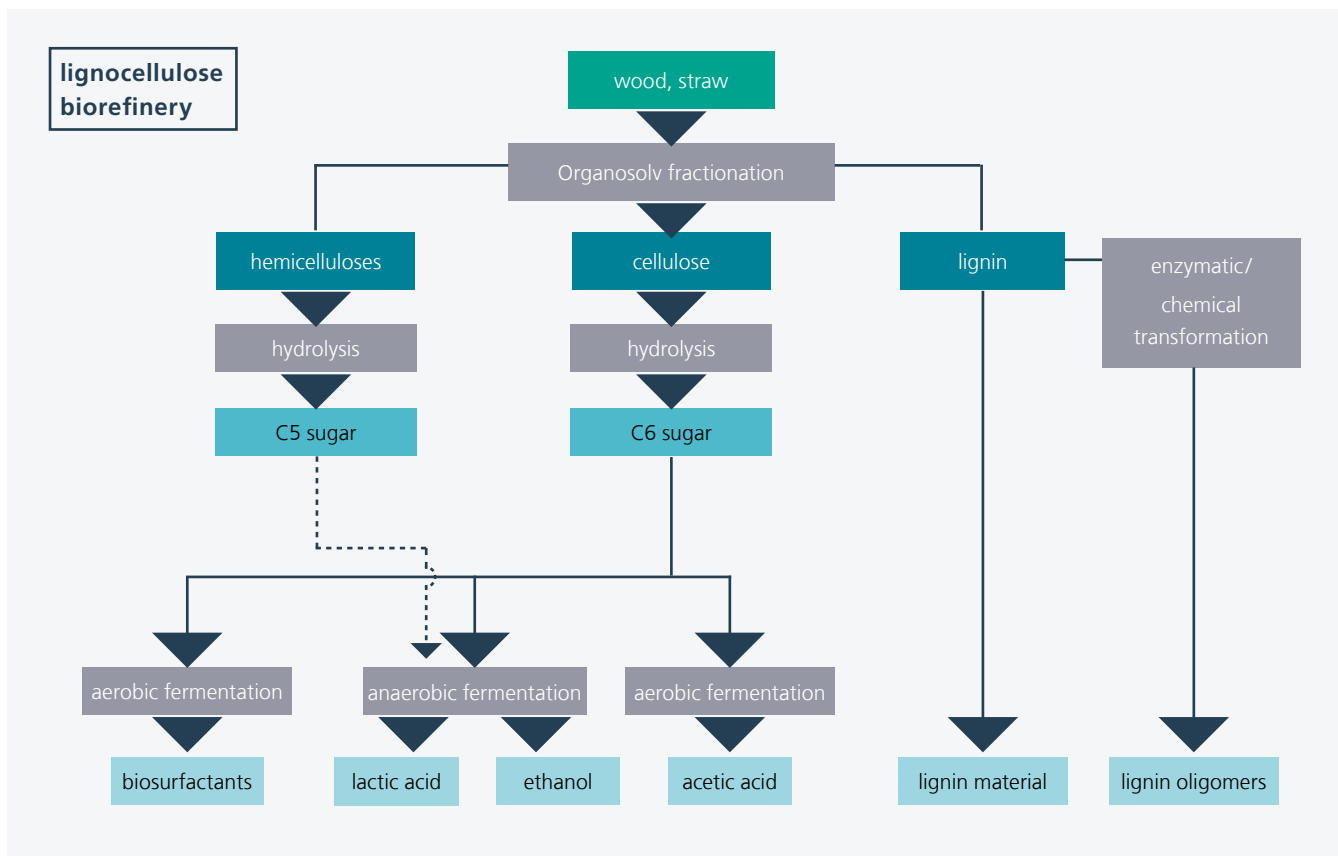 lignocellulose
biorefinery
wood, straw
Organosolv fractionation
hemicelluloses
cellulose
lignin
enzymatic/
chemical
transformation
hydrolysis
hydrolysis
C5 sugar
C6 sugar
aerobic fermentation
anaerobic fermentation
aerobic fermentation
biosurfactants
lactic acid
ethanol
acetic acid
lignin material
lignin oligomers